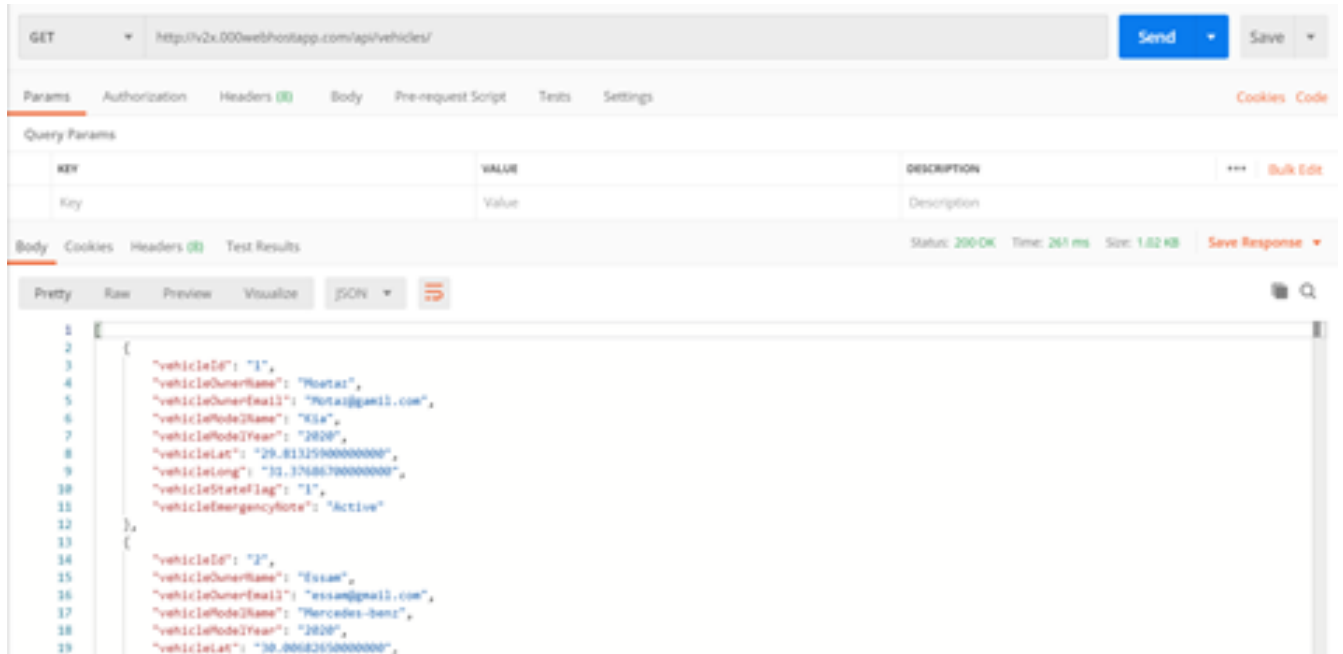 GET http://v2x.000webhostapp.com/api/vehicles/ Send Save
Params Authorization Headers (8) Body Pre-request Script Tests Settings Cookies Code
Query Params
KEY VALUE DESCRIPTION ••• Bulk Edit
Key Value Description
Body Cookies Headers (8) Test Results Status: 200 OK Time: 261 ms Size: 1.02 KB Save Response
Pretty Raw Preview Visualize JSON
1 [
2 {
3 "vehicleId": "1",
4 "vehicleOwnerName": "Moataz",
5 "vehicleOwnerEmail": "Motaz@gamil.com",
6 "vehicleModelName": "Kia",
7 "vehicleModelYear": "2020",
8 "vehicleLat": "29.81325900000000",
9 "vehicleLong": "31.37686700000000",
10 "vehicleStateFlag": "1",
11 "vehicleEmergencyNote": "Active"
12 },
13 {
14 "vehicleId": "2",
15 "vehicleOwnerName": "Essam",
16 "vehicleOwnerEmail": "essam@gmail.com",
17 "vehicleModelName": "Mercedes-benz",
18 "vehicleModelYear": "2020",
19 "vehicleLat": "30.00682650000000",